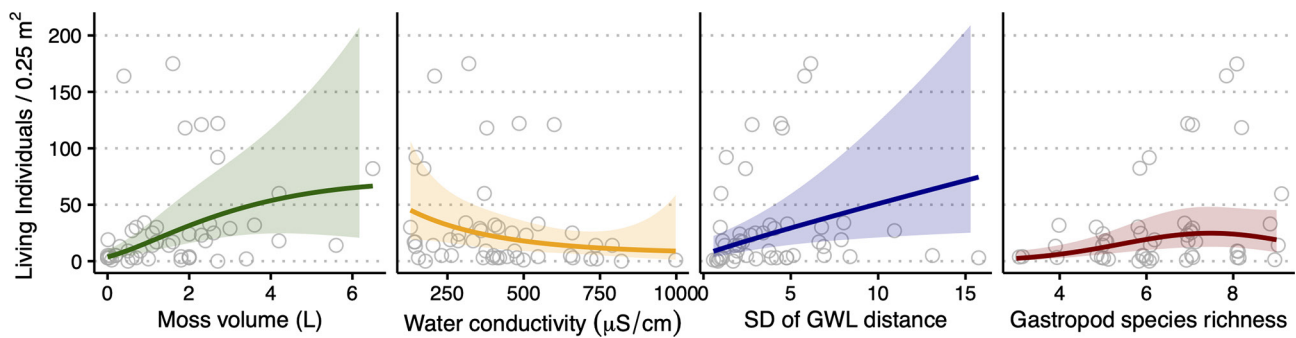 Living Individuals / 0.25 m²
200
150
100
50
0
0 2 4 6
Moss volume (L)
250 500 750 1000
Water conductivity (μS/cm)
0 5 10 15
SD of GWL distance
4 6 8
Gastropod species richness